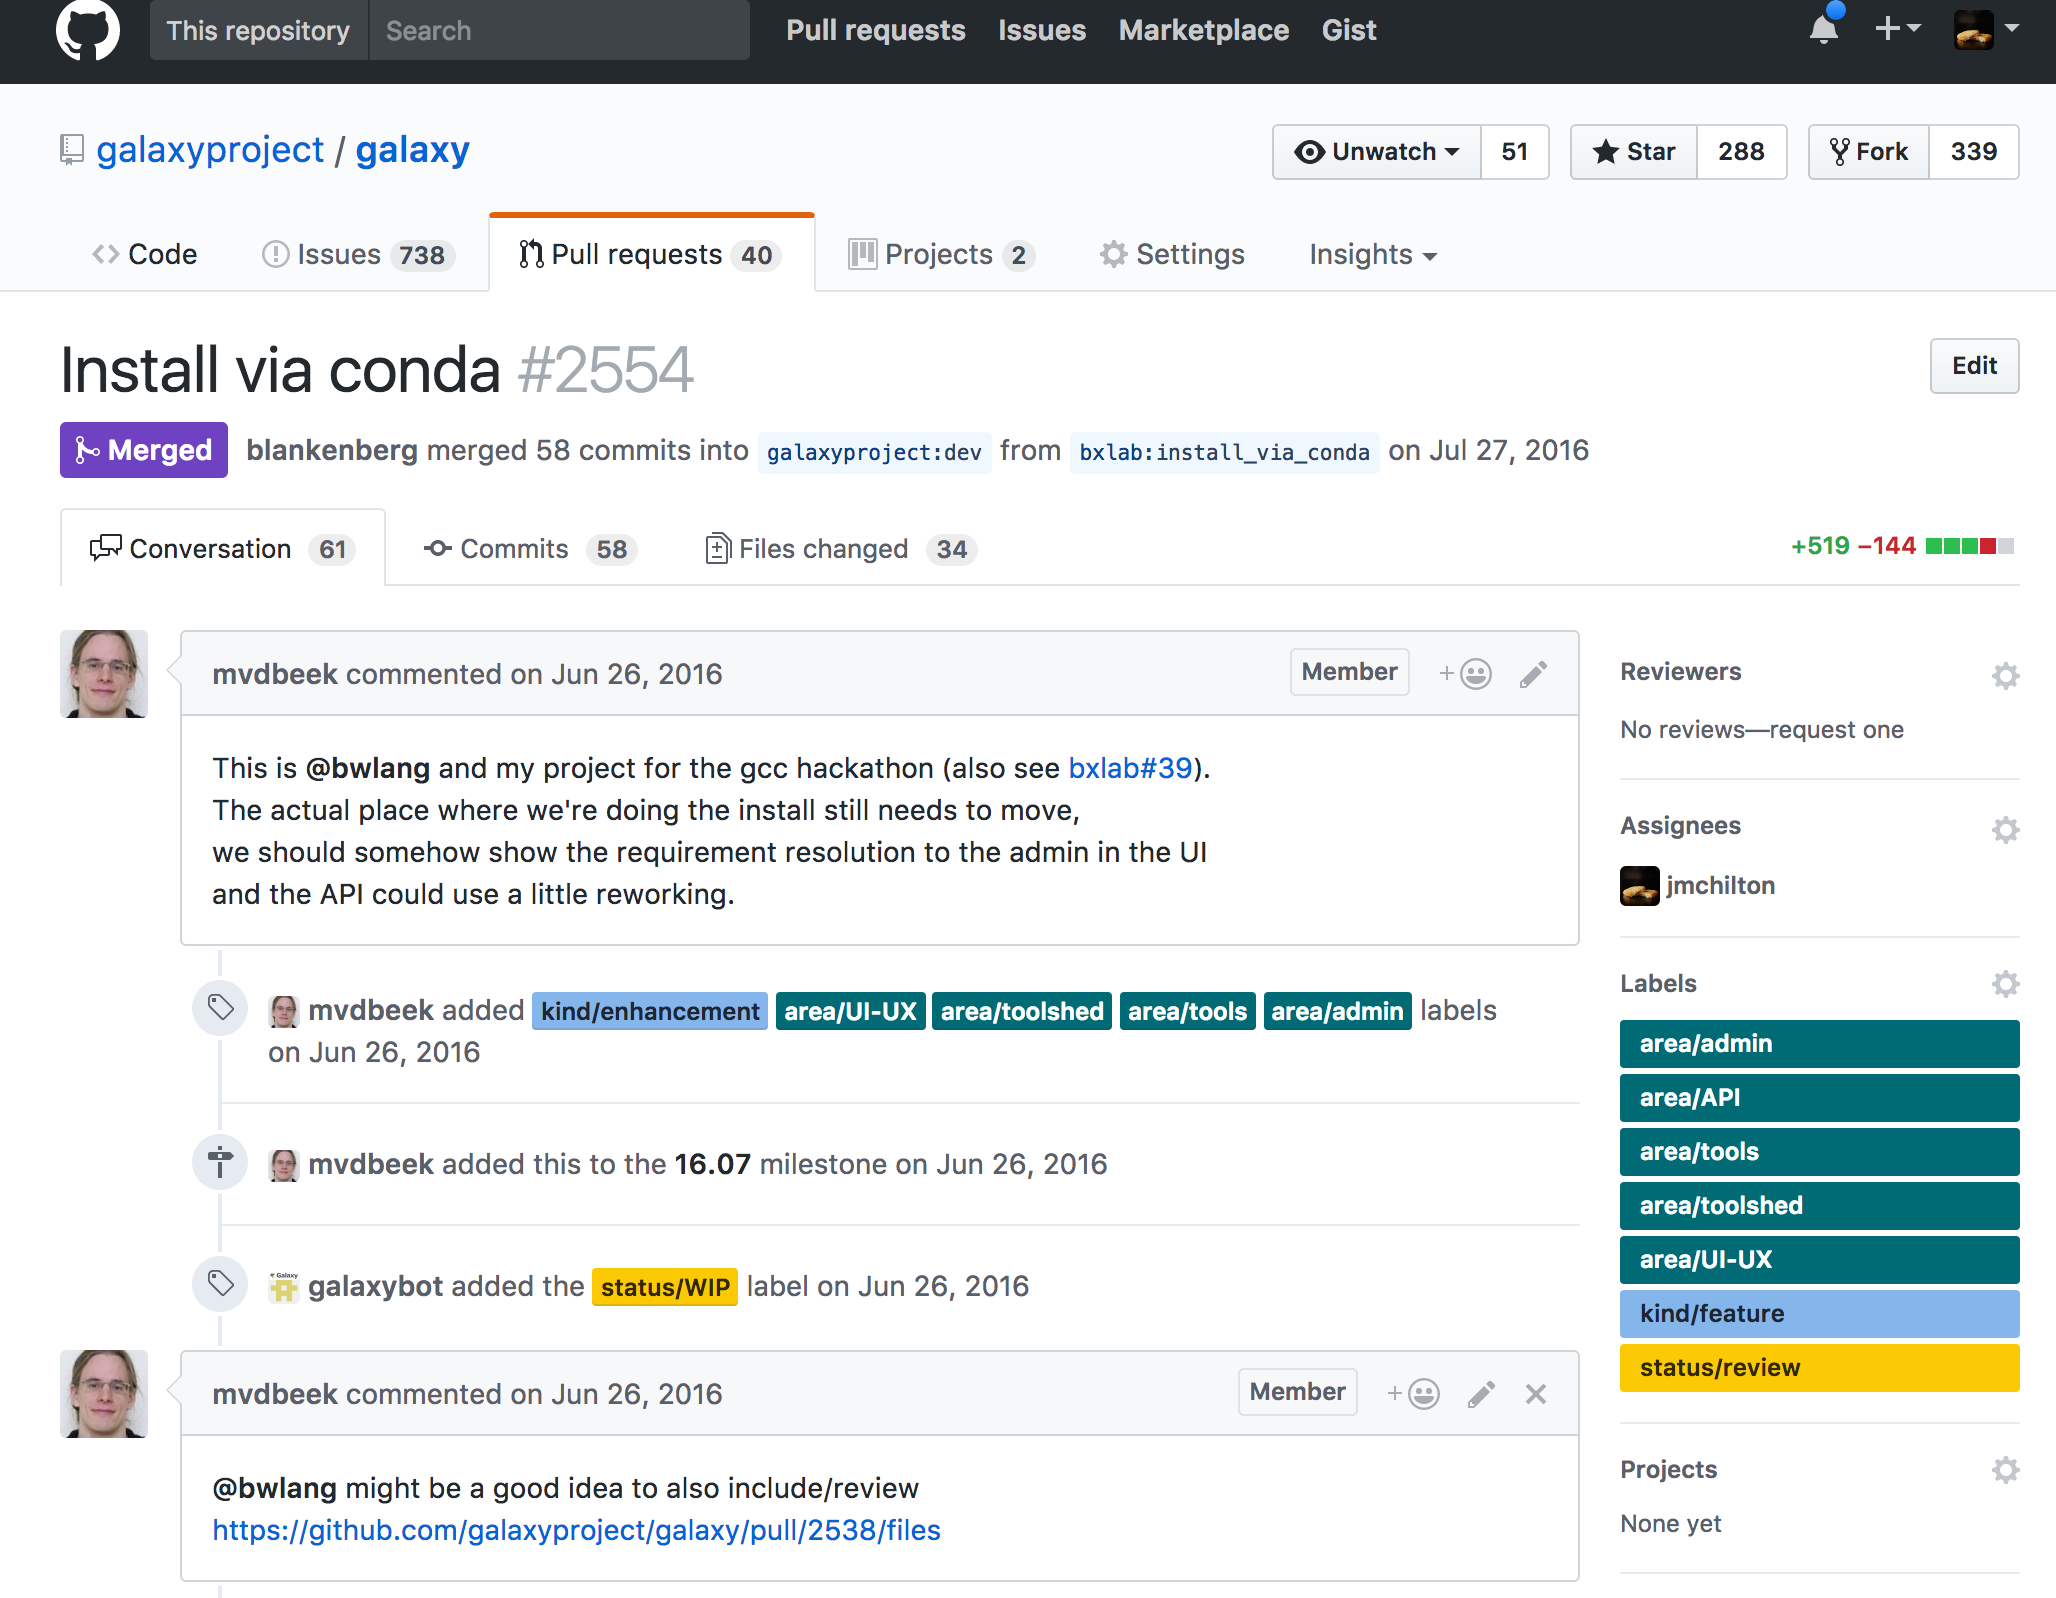 This repository Search Pull requests Issues Marketplace Gist
galaxyproject / galaxy Unwatch 51 Star 288 Fork 339
Code Issues 738 Pull requests 40 Projects 2 Settings Insights
Install via conda #2554 Edit
Merged blankenberg merged 58 commits into galaxyproject:dev from bxlab:install_via_conda on Jul 27, 2016
Conversation 61 Commits 58 Files changed 34 +519 −144
mvdbeek commented on Jun 26, 2016 Member
This is @bwlang and my project for the gcc hackathon (also see bxlab#39).
The actual place where we're doing the install still needs to move,
we should somehow show the requirement resolution to the admin in the UI
and the API could use a little reworking.
mvdbeek added kind/enhancement area/UI-UX area/toolshed area/tools area/admin labels
on Jun 26, 2016
mvdbeek added this to the 16.07 milestone on Jun 26, 2016
Galaxy
galaxybot added the status/WIP label on Jun 26, 2016
mvdbeek commented on Jun 26, 2016 Member
@bwlang might be a good idea to also include/review
https://github.com/galaxyproject/galaxy/pull/2538/files
Reviewers
No reviews—request one
Assignees
jmchilton
Labels
area/admin
area/API
area/tools
area/toolshed
area/UI-UX
kind/feature
status/review
Projects
None yet